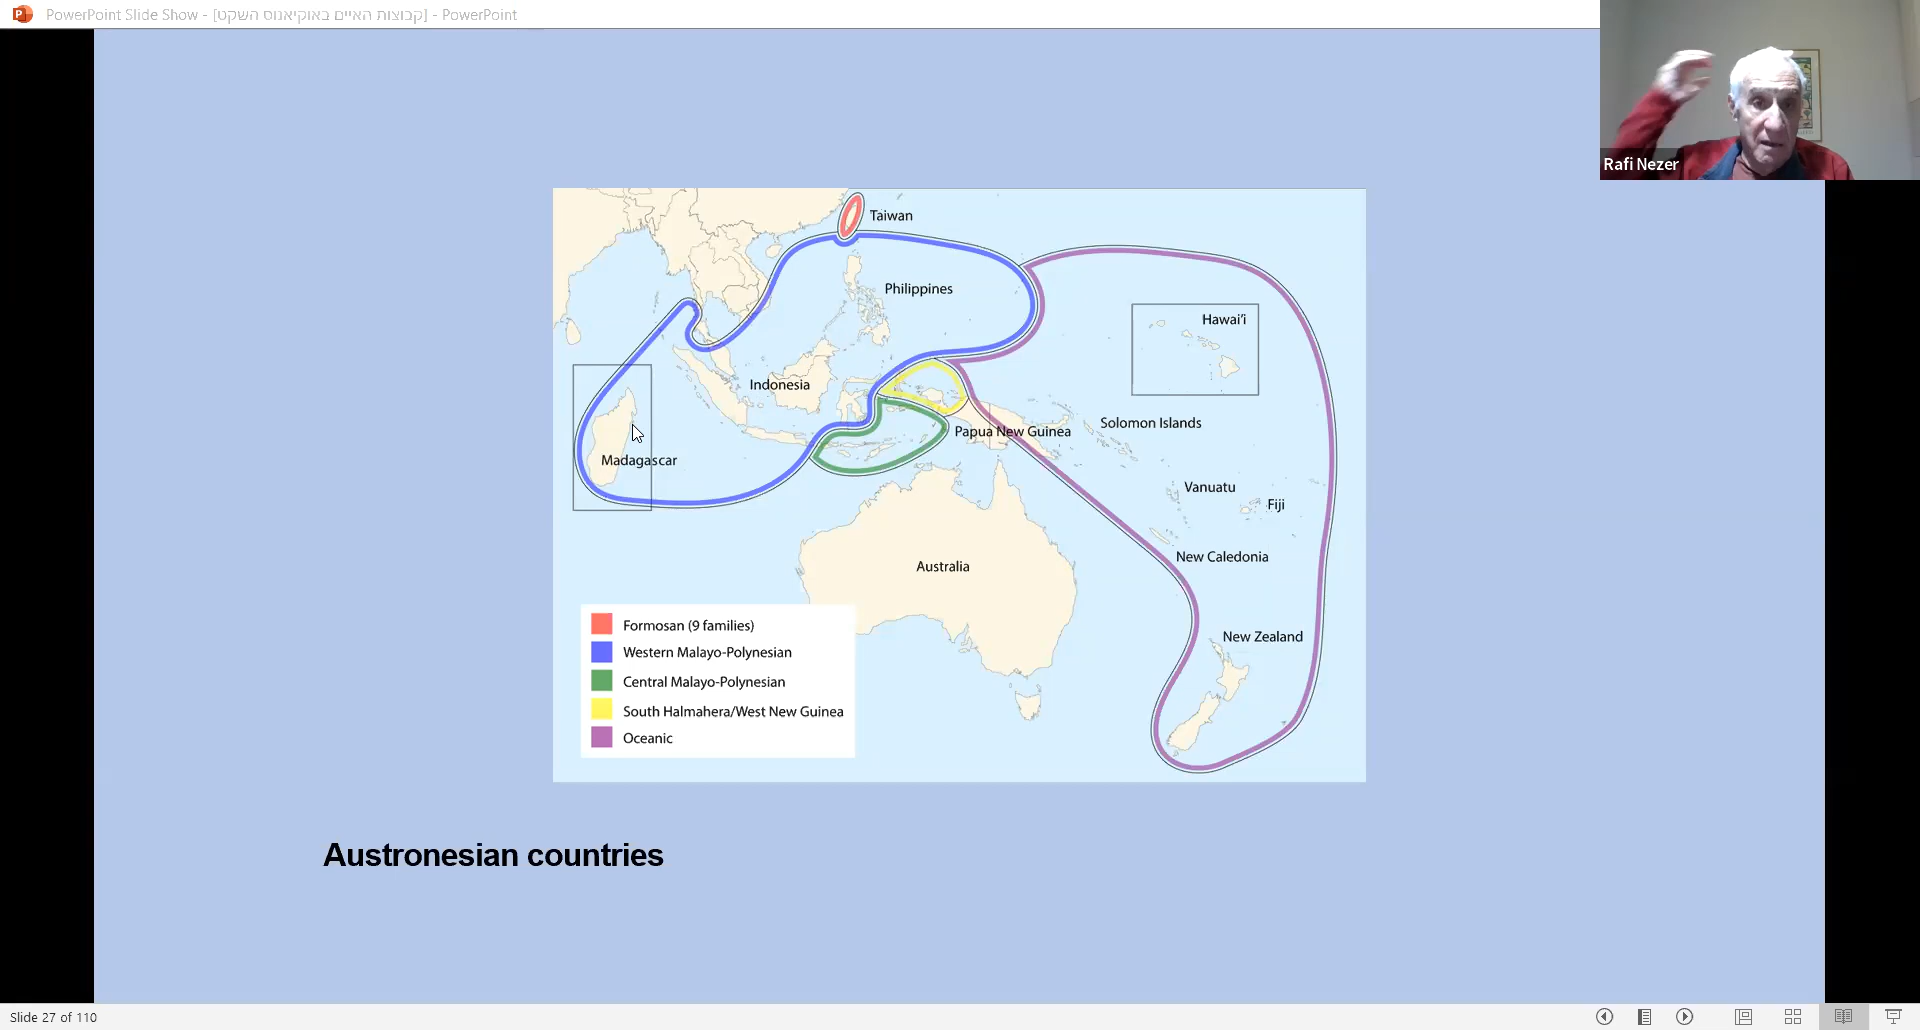 PowerPoint Slide Show - [קבוצות האיים באוקיאנוס השקט] - PowerPoint
Rafi Nezer
Taiwan
Philippines
Hawai'i
Indonesia
Solomon Islands
Papua New Guinea
Madagascar
Vanuatu
Fiji
New Caledonia
Australia
New Zealand
Formosan (9 families)
Western Malayo-Polynesian
Central Malayo-Polynesian
South Halmahera/West New Guinea
Oceanic
Austronesian countries
Slide 27 of 110